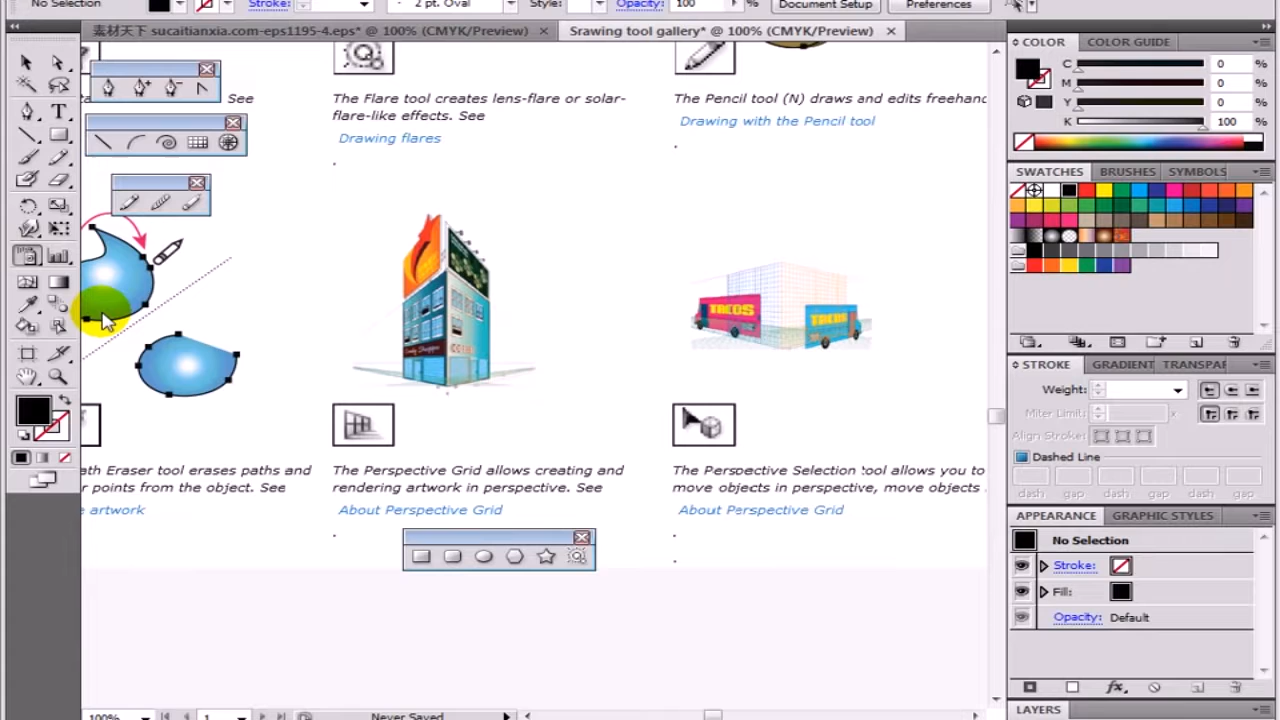 No Selection Stroke: 2 pt. Oval Style: Opacity: 100 % Document Setup Preferences
素材天下 sucaitianxia.com-eps1195-4.eps* @ 100% (CMYK/Preview) Srawing tool gallery* @ 100% (CMYK/Preview)
COLOR COLOR GUIDE
C 0 %
M 0 %
Y 0 %
K 100 %
SWATCHES BRUSHES SYMBOLS
STROKE GRADIENT TRANSPAR
Weight:
Miter Limit: x
Align Stroke:
Dashed Line
dash gap dash gap dash gap
APPEARANCE GRAPHIC STYLES
No Selection
Stroke:
Fill:
Opacity: Default
LAYERS
See
The Flare tool creates lens-flare or solar-
flare-like effects. See
Drawing flares
.
The Pencil tool (N) draws and edits freehand
Drawing with the Pencil tool
.
TACOS TACOS
ath Eraser tool erases paths and
r points from the object. See
e artwork
The Perspective Grid allows creating and
rendering artwork in perspective. See
About Perspective Grid
.
The Perspective Selection tool allows you to
move objects in perspective, move objects
About Perspective Grid
.
.
100% 1 Never Saved